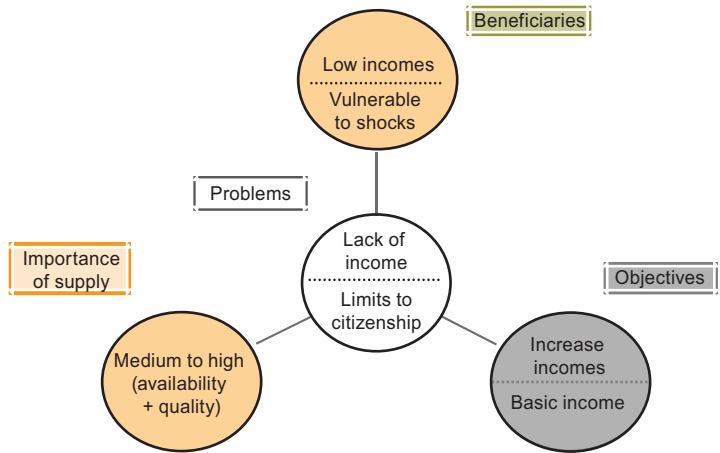 Beneficiaries
Low incomes
Vulnerable
to shocks
Problems
Lack of
income
Limits to
citizenship
Importance
of supply
Objectives
Medium to high
(availability
+ quality)
Increase
incomes
Basic income